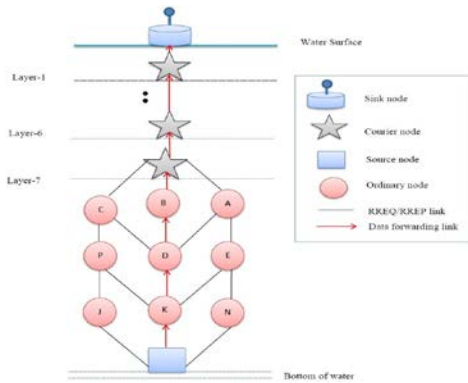 Water Surface
Layer-1
Layer-6
Layer-7
C
B
A
P
D
E
J
K
N
Bottom of water
Sink node
Courier node
Source node
Ordinary node
RREQ/RREP link
Data forwarding link